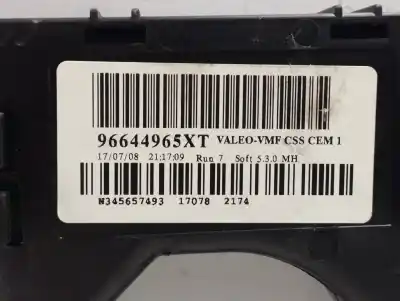 96644965XT VALEO-VMF CSS CEM 1
17/07/08 21:17:09 Run 7 Soft 5.3.0 MH
N345657493 17078 2174